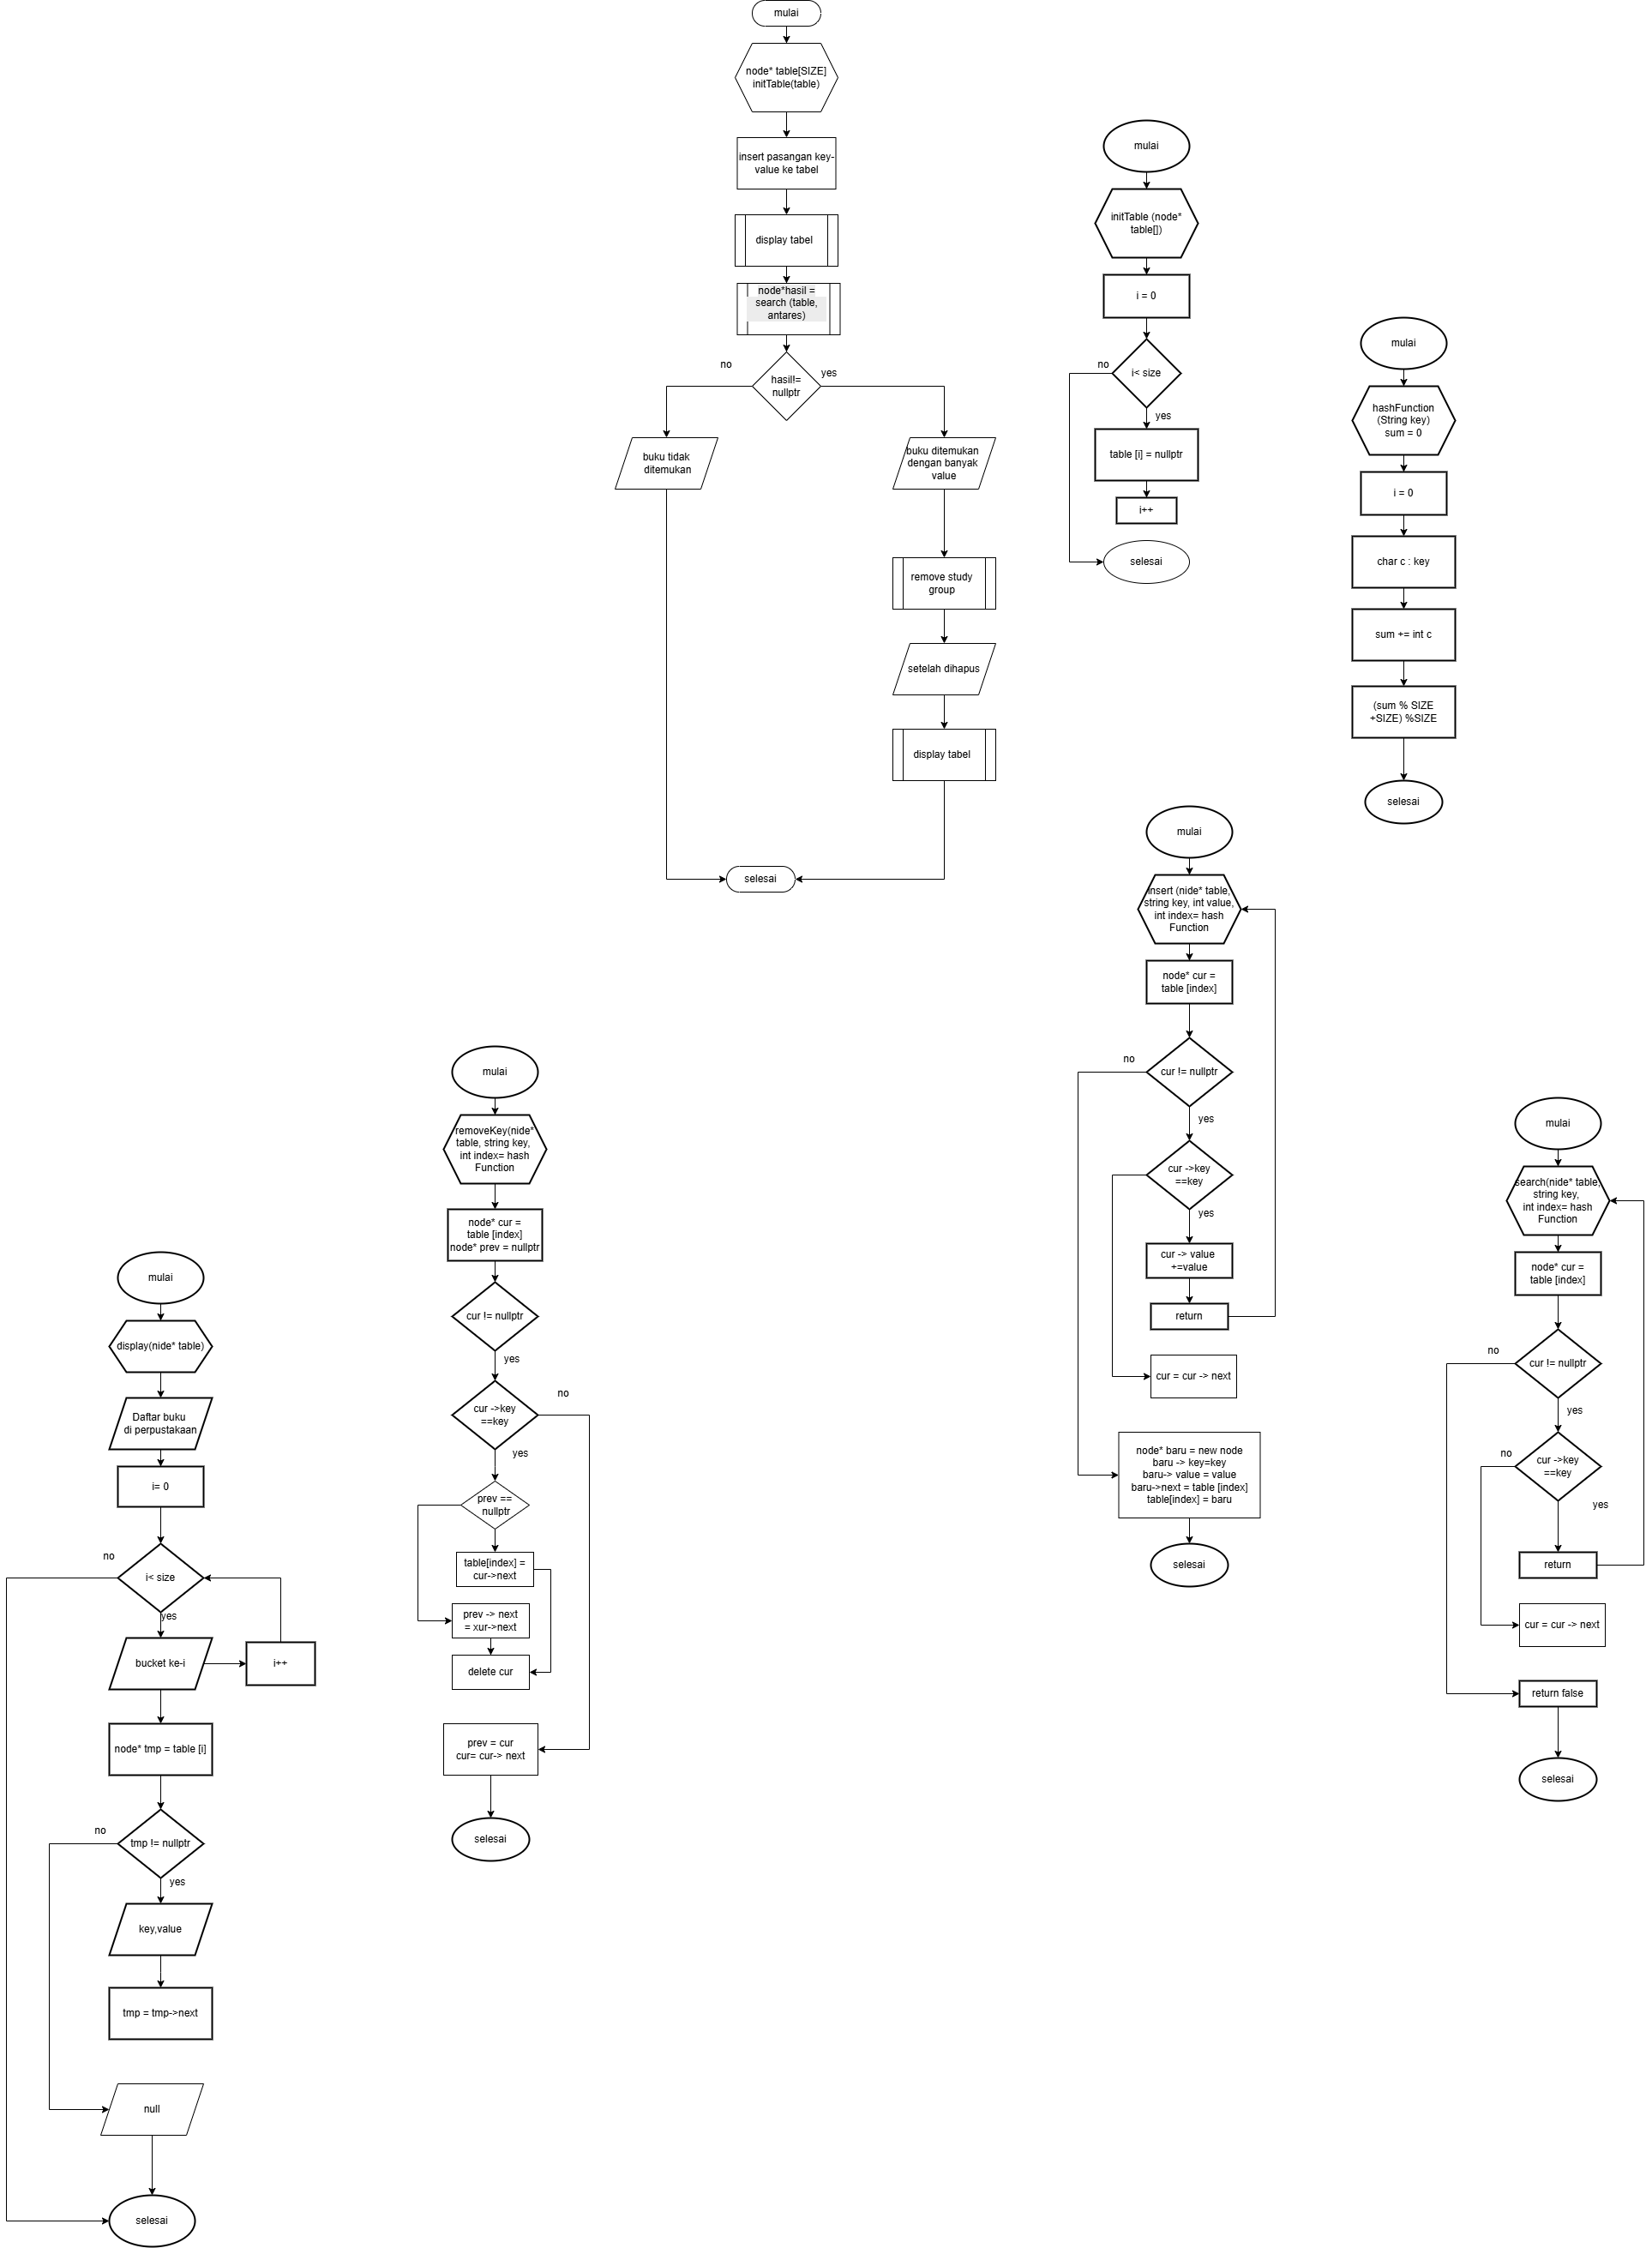 mulai
node* table[SIZE]
initTable(table)
insert pasangan key-
value ke tabel
display tabel
node*hasil =
search (table,
antares)
hasil!=
nullptr
no
yes
buku tidak
ditemukan
buku ditemukan
dengan banyak
value
remove study
group
setelah dihapus
display tabel
selesai
mulai
initTable (node*
table[])
i = 0
i< size
no
yes
table [i] = nullptr
i++
selesai
mulai
hashFunction
(String key)
sum = 0
i = 0
char c : key
sum += int c
(sum % SIZE
+SIZE) %SIZE
selesai
mulai
insert (nide* table,
string key, int value,
int index= hash
Function
node* cur =
table [index]
cur != nullptr
no
yes
cur ->key
==key
yes
cur -> value
+=value
return
cur = cur -> next
node* baru = new node
baru -> key=key
baru-> value = value
baru->next = table [index]
table[index] = baru
selesai
mulai
search(nide* table,
string key,
int index= hash
Function
node* cur =
table [index]
cur != nullptr
no
yes
cur ->key
==key
no
yes
return
cur = cur -> next
return false
selesai
mulai
removeKey(nide*
table, string key,
int index= hash
Function
node* cur =
table [index]
node* prev = nullptr
cur != nullptr
yes
cur ->key
==key
no
yes
prev ==
nullptr
table[index] =
cur->next
prev -> next
= xur->next
delete cur
prev = cur
cur= cur-> next
selesai
mulai
display(nide* table)
Daftar buku
di perpustakaan
i= 0
i< size
no
yes
bucket ke-i
i++
node* tmp = table [i]
tmp != nullptr
no
yes
key,value
tmp = tmp->next
null
selesai